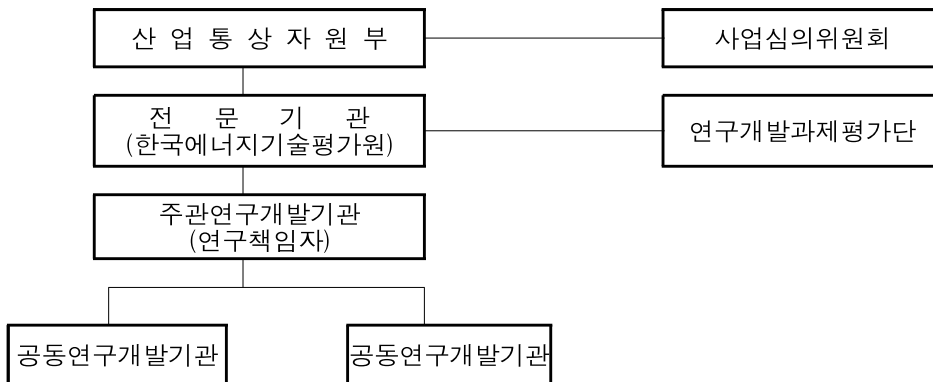 산 업 통 상 자 원 부
사업심의위원회
전 문 기 관
(한국에너지기술평가원)
연구개발과제평가단
주관연구개발기관
(연구책임자)
공동연구개발기관
공동연구개발기관